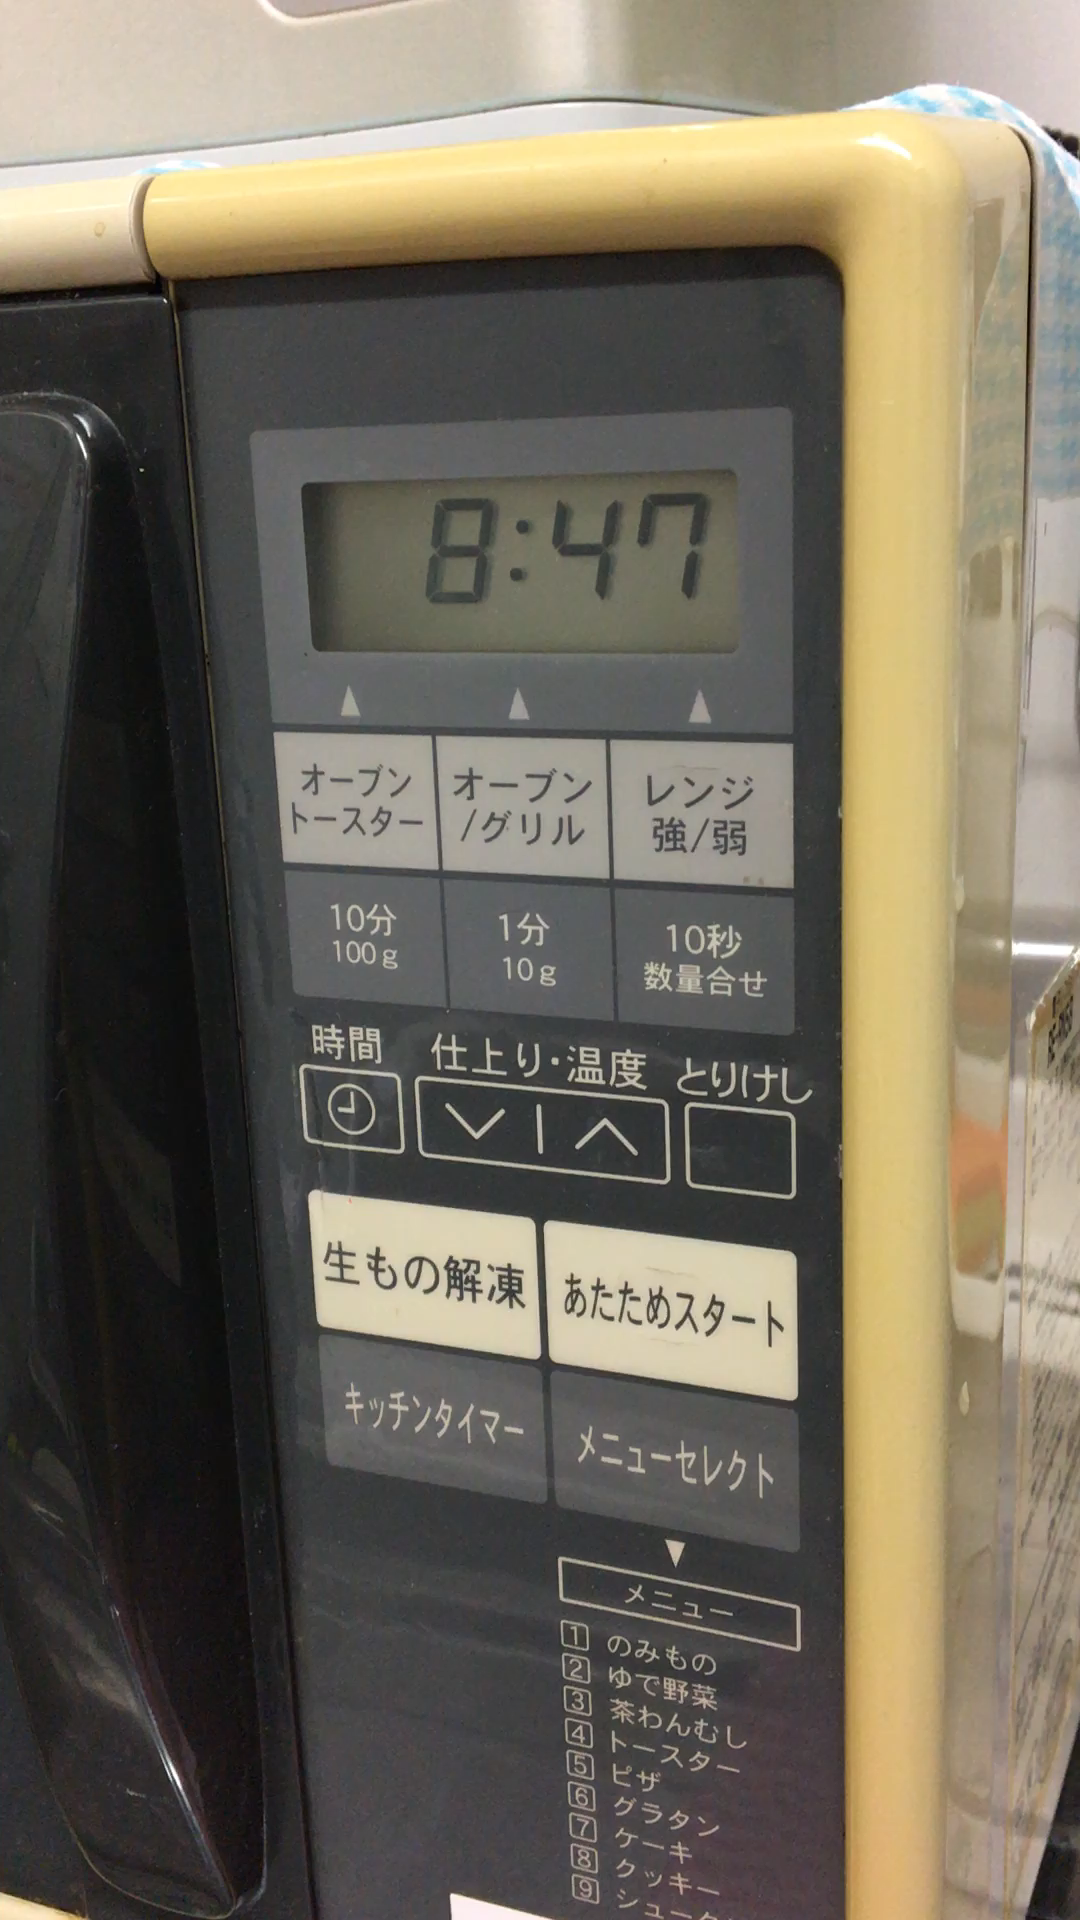 8:47
オーブン
トースター
オーブン
/グリル
レンジ
強/弱
10分
100g
1分
10g
10秒
数量合せ
時間
仕上り・温度
とりけし
生もの解凍
あたためスタート
キッチンタイマー
メニューセレクト
メニュー
1 のみもの
2 ゆで野菜
3 茶わんむし
4 トースター
5 ピザ
6 グラタン
7 ケーキ
8 クッキー
9